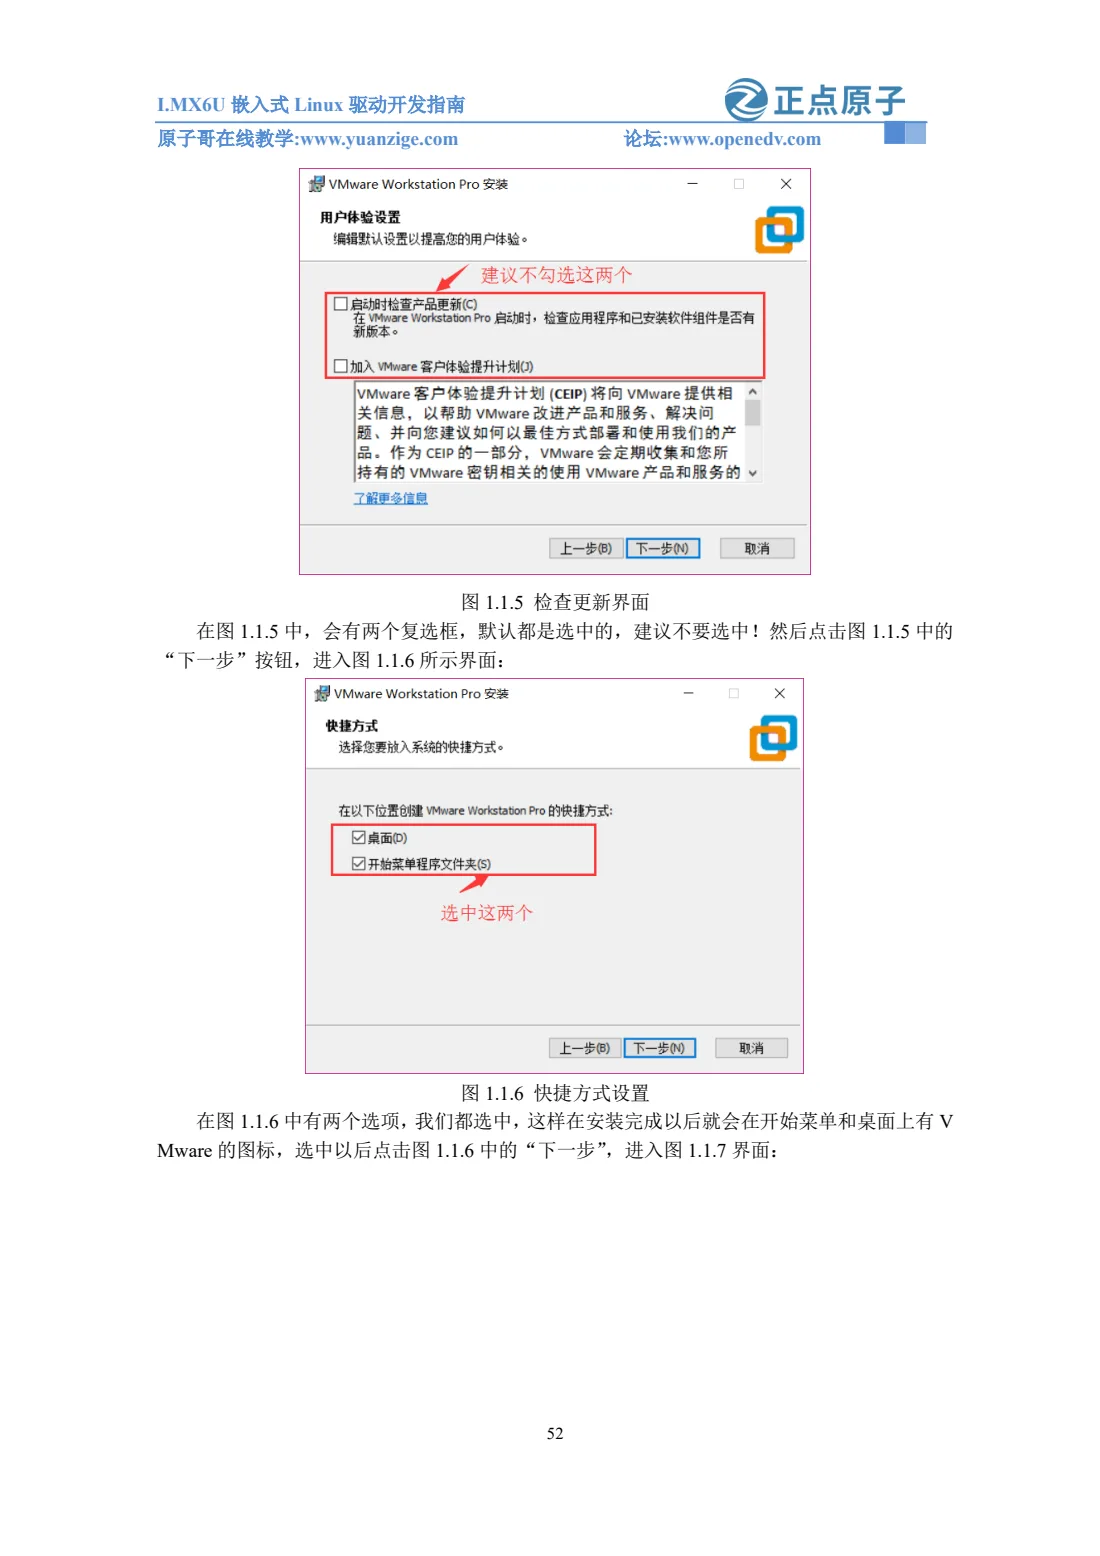 I.MX6U 嵌入式 Linux 驱动开发指南
正点原子
原子哥在线教学:www.yuanzige.com 论坛:www.openedv.com
VMware Workstation Pro 安装
用户体验设置
编辑默认设置以提高您的用户体验。
建议不勾选这两个
启动时检查产品更新(C)
在 VMware Workstation Pro 启动时，检查应用程序和已安装软件组件是否有
新版本。
加入 VMware 客户体验提升计划(J)
VMware 客户体验提升计划 (CEIP) 将向 VMware 提供相
关信息，以帮助 VMware 改进产品和服务、解决问
题、并向您建议如何以最佳方式部署和使用我们的产
品。作为 CEIP 的一部分，VMware 会定期收集和您所
持有的 VMware 密钥相关的使用 VMware 产品和服务的
了解更多信息
上一步(B) 下一步(N) 取消
图 1.1.5 检查更新界面
在图 1.1.5 中，会有两个复选框，默认都是选中的，建议不要选中！然后点击图 1.1.5 中的
“下一步”按钮，进入图 1.1.6 所示界面：
VMware Workstation Pro 安装
快捷方式
选择您要放入系统的快捷方式。
在以下位置创建 VMware Workstation Pro 的快捷方式:
桌面(D)
开始菜单程序文件夹(S)
选中这两个
上一步(B) 下一步(N) 取消
图 1.1.6 快捷方式设置
在图 1.1.6 中有两个选项，我们都选中，这样在安装完成以后就会在开始菜单和桌面上有 V
Mware 的图标，选中以后点击图 1.1.6 中的“下一步”，进入图 1.1.7 界面：
52